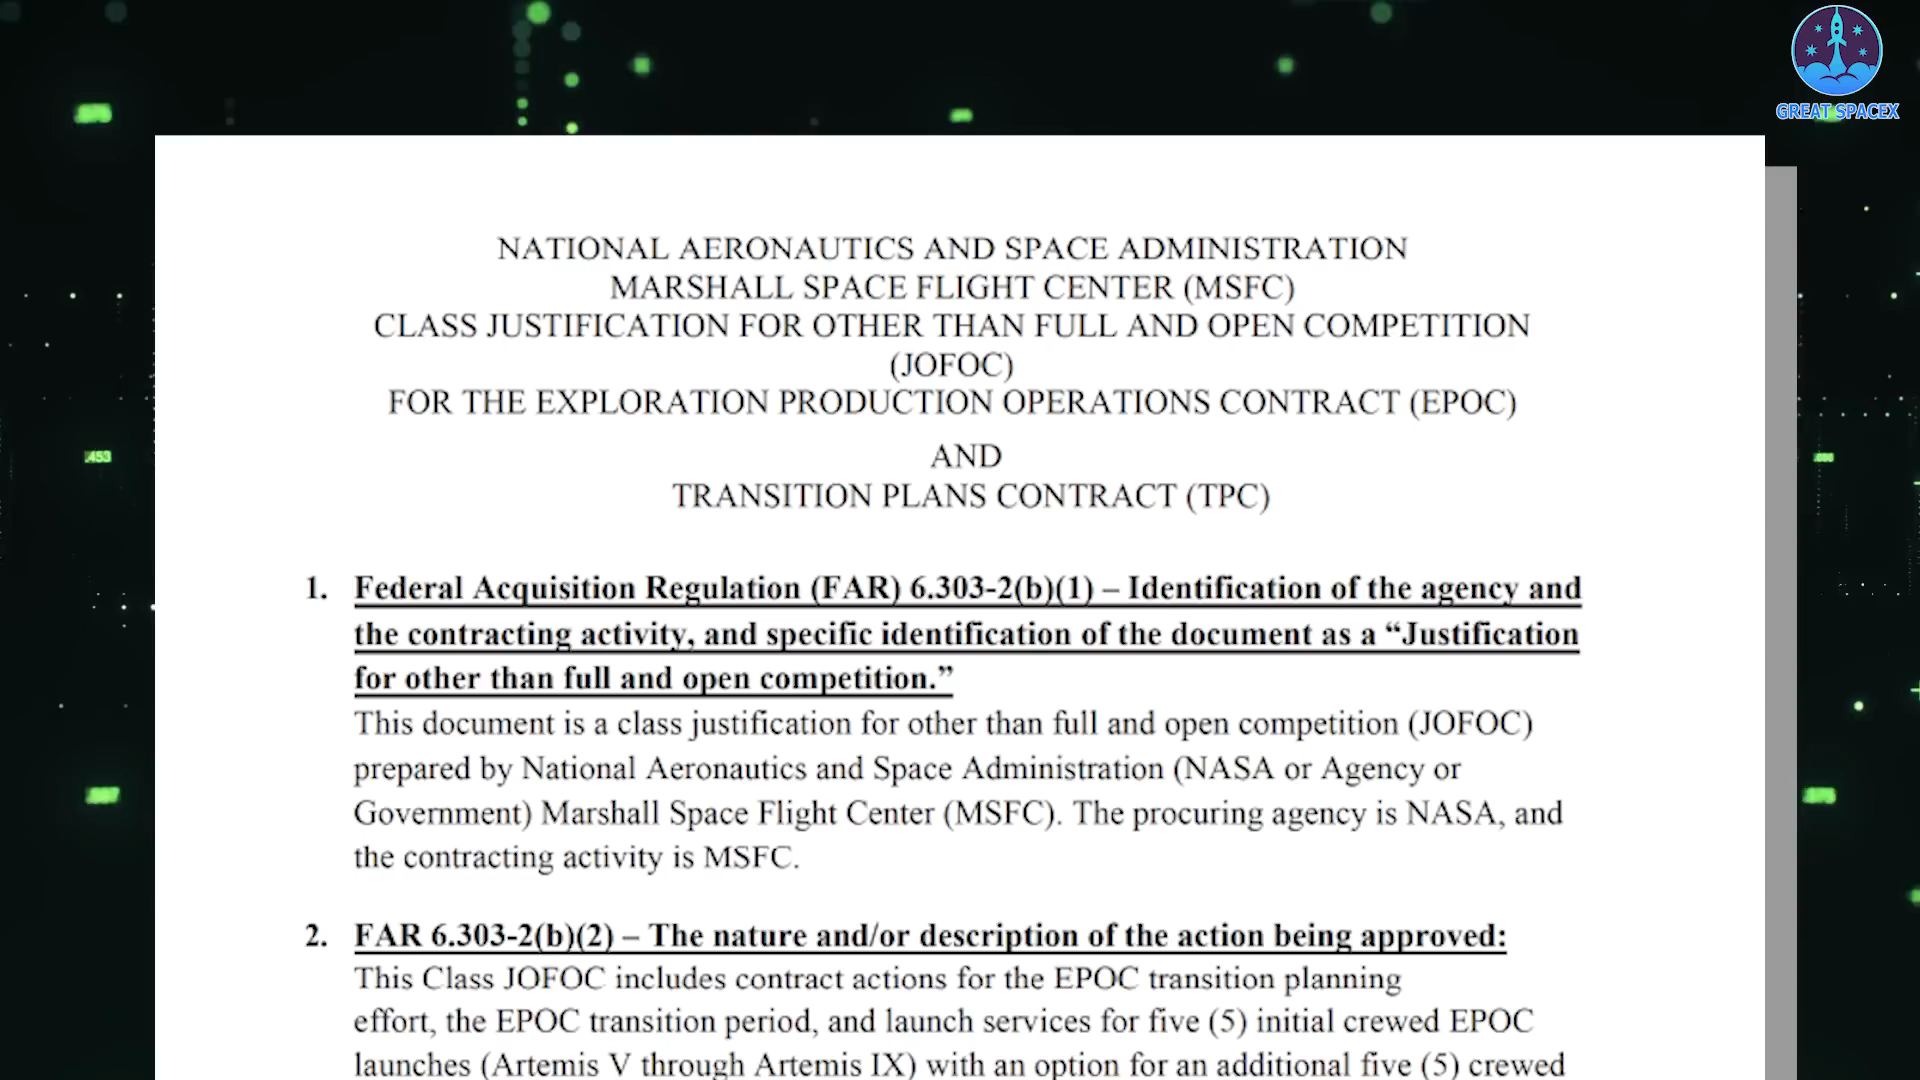 GREAT SPACEX
NATIONAL AERONAUTICS AND SPACE ADMINISTRATION
MARSHALL SPACE FLIGHT CENTER (MSFC)
CLASS JUSTIFICATION FOR OTHER THAN FULL AND OPEN COMPETITION
(JOFOC)
FOR THE EXPLORATION PRODUCTION OPERATIONS CONTRACT (EPOC)
AND
TRANSITION PLANS CONTRACT (TPC)
1. Federal Acquisition Regulation (FAR) 6.303-2(b)(1) – Identification of the agency and
the contracting activity, and specific identification of the document as a “Justification
for other than full and open competition.”
This document is a class justification for other than full and open competition (JOFOC)
prepared by National Aeronautics and Space Administration (NASA or Agency or
Government) Marshall Space Flight Center (MSFC). The procuring agency is NASA, and
the contracting activity is MSFC.
2. FAR 6.303-2(b)(2) – The nature and/or description of the action being approved:
This Class JOFOC includes contract actions for the EPOC transition planning
effort, the EPOC transition period, and launch services for five (5) initial crewed EPOC
launches (Artemis V through Artemis IX) with an option for an additional five (5) crewed